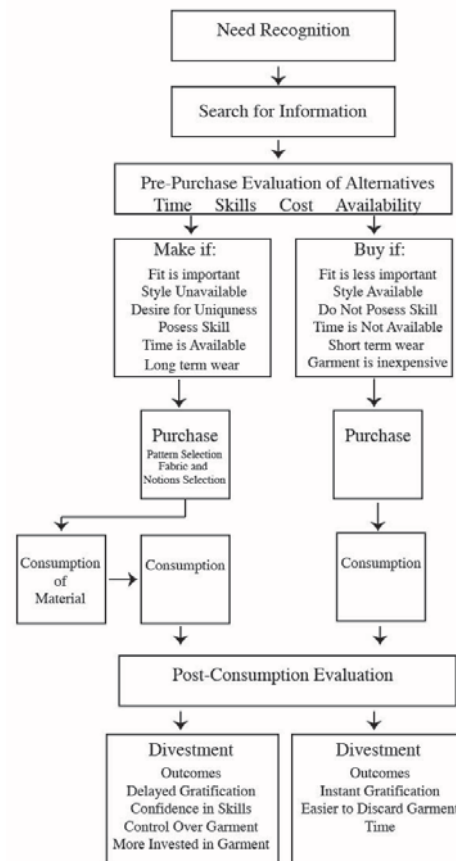 Need Recognition
Search for Information
Pre-Purchase Evaluation of Alternatives
Time Skills Cost Availability
Make if:
Fit is important
Style Unavailable
Desire for Uniquness
Posess Skill
Time is Available
Long term wear
Buy if:
Fit is less important
Style Available
Do Not Posess Skill
Time is Not Available
Short term wear
Garment is inexpensive
Purchase
Pattern Selection
Fabric and
Notions Selection
Purchase
Consumption
of
Material
Consumption
Consumption
Post-Consumption Evaluation
Divestment
Outcomes
Delayed Gratification
Confidence in Skills
Control Over Garment
More Invested in Garment
Divestment
Outcomes
Instant Gratification
Easier to Discard Garment
Time